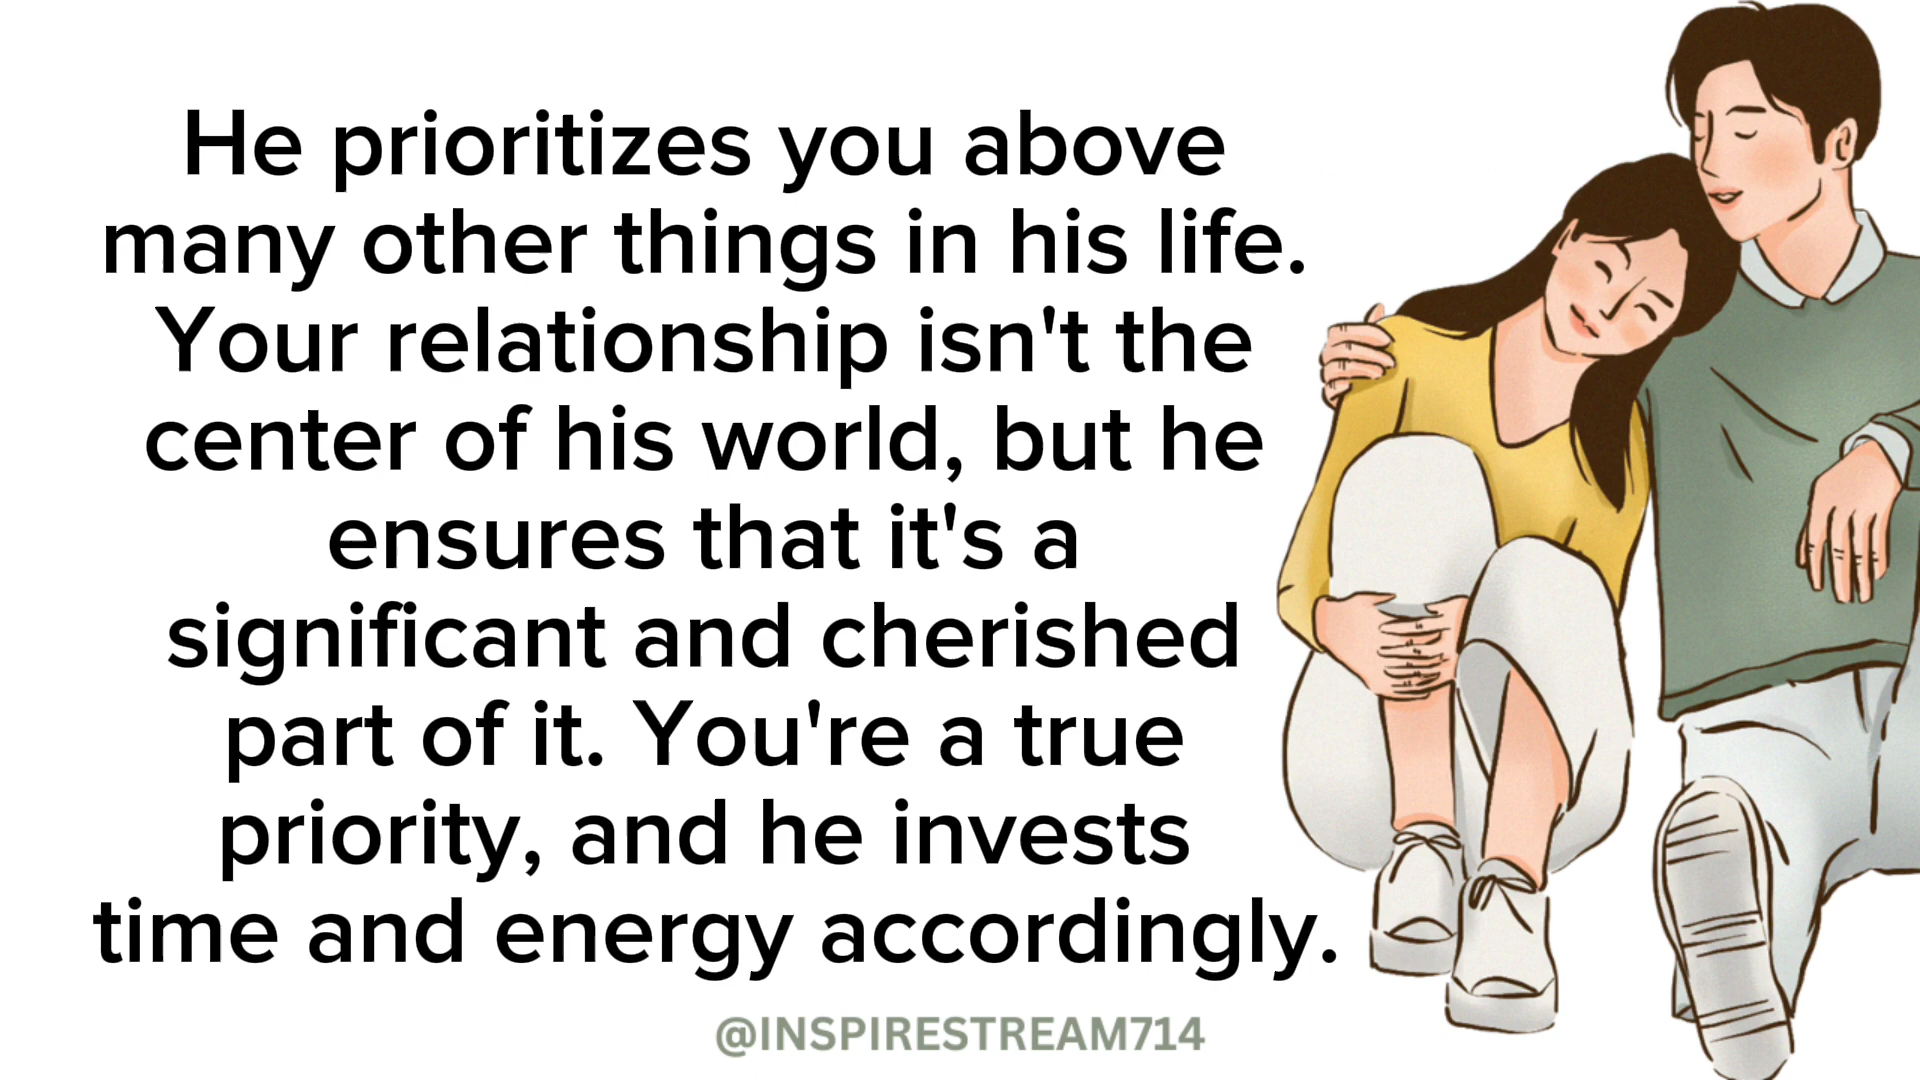 He prioritizes you above
many other things in his life.
Your relationship isn't the
center of his world, but he
ensures that it's a
significant and cherished
part of it. You're a true
priority, and he invests
time and energy accordingly.
@INSPIRESTREAM714